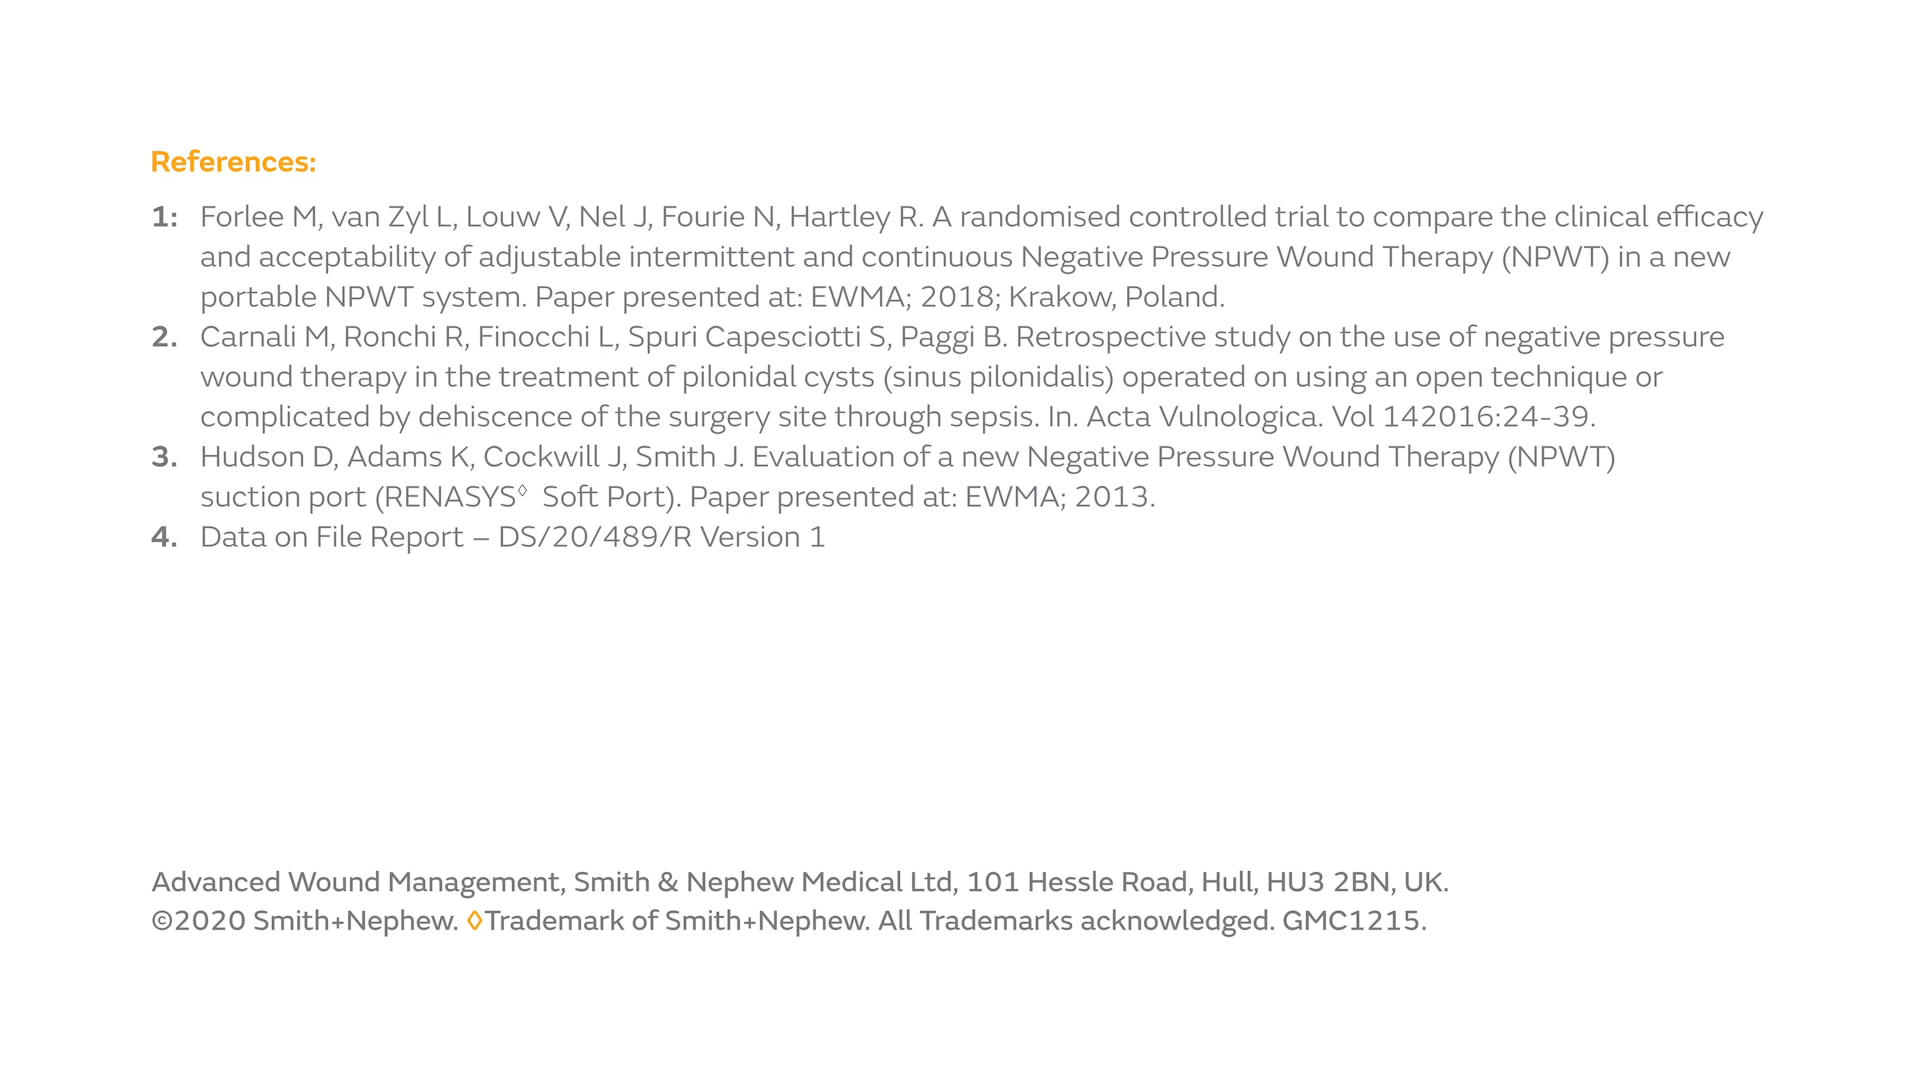 References:
1: Forlee M, van Zyl L, Louw V, Nel J, Fourie N, Hartley R. A randomised controlled trial to compare the clinical efficacy
and acceptability of adjustable intermittent and continuous Negative Pressure Wound Therapy (NPWT) in a new
portable NPWT system. Paper presented at: EWMA; 2018; Krakow, Poland.
2. Carnali M, Ronchi R, Finocchi L, Spuri Capesciotti S, Paggi B. Retrospective study on the use of negative pressure
wound therapy in the treatment of pilonidal cysts (sinus pilonidalis) operated on using an open technique or
complicated by dehiscence of the surgery site through sepsis. In. Acta Vulnologica. Vol 142016:24-39.
3. Hudson D, Adams K, Cockwill J, Smith J. Evaluation of a new Negative Pressure Wound Therapy (NPWT)
suction port (RENASYS◊ Soft Port). Paper presented at: EWMA; 2013.
4. Data on File Report – DS/20/489/R Version 1
Advanced Wound Management, Smith & Nephew Medical Ltd, 101 Hessle Road, Hull, HU3 2BN, UK.
©2020 Smith+Nephew. ◊Trademark of Smith+Nephew. All Trademarks acknowledged. GMC1215.